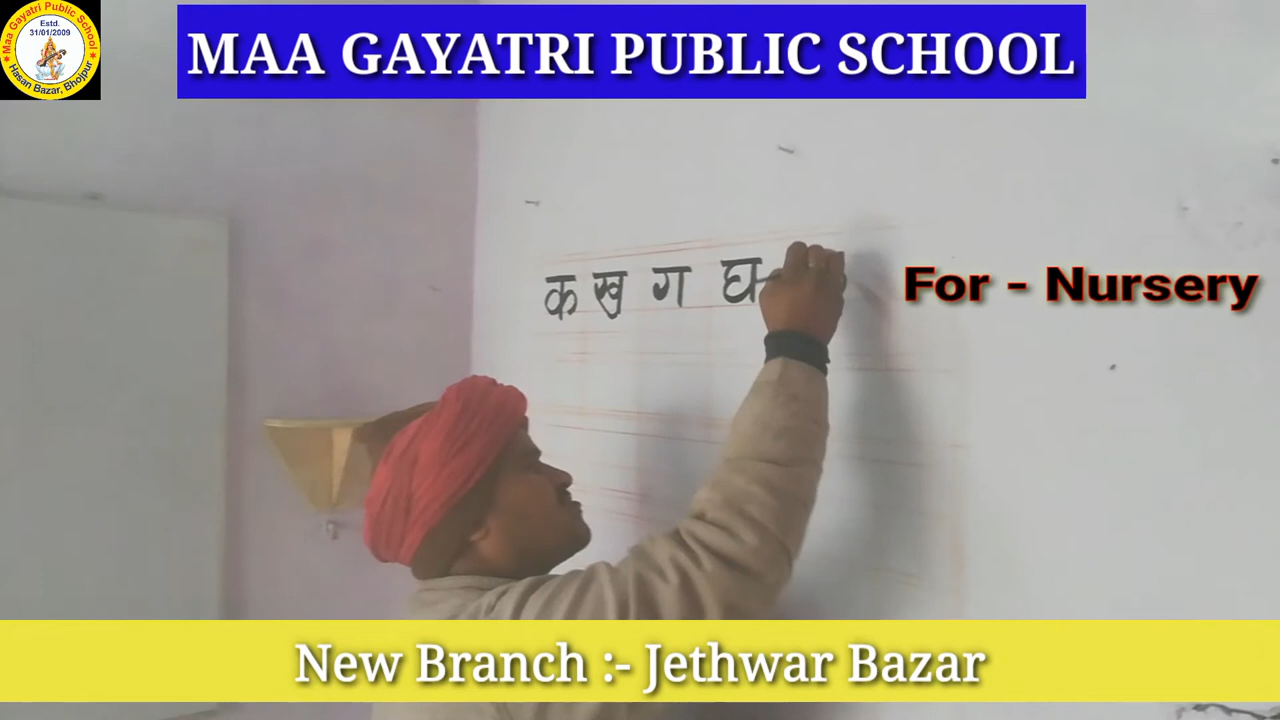 Maa Gayatri Public School
Estd.
31/01/2009
Hasan Bazar, Bhojpur
MAA GAYATRI PUBLIC SCHOOL
क ख ग घ
For - Nursery
New Branch :- Jethwar Bazar